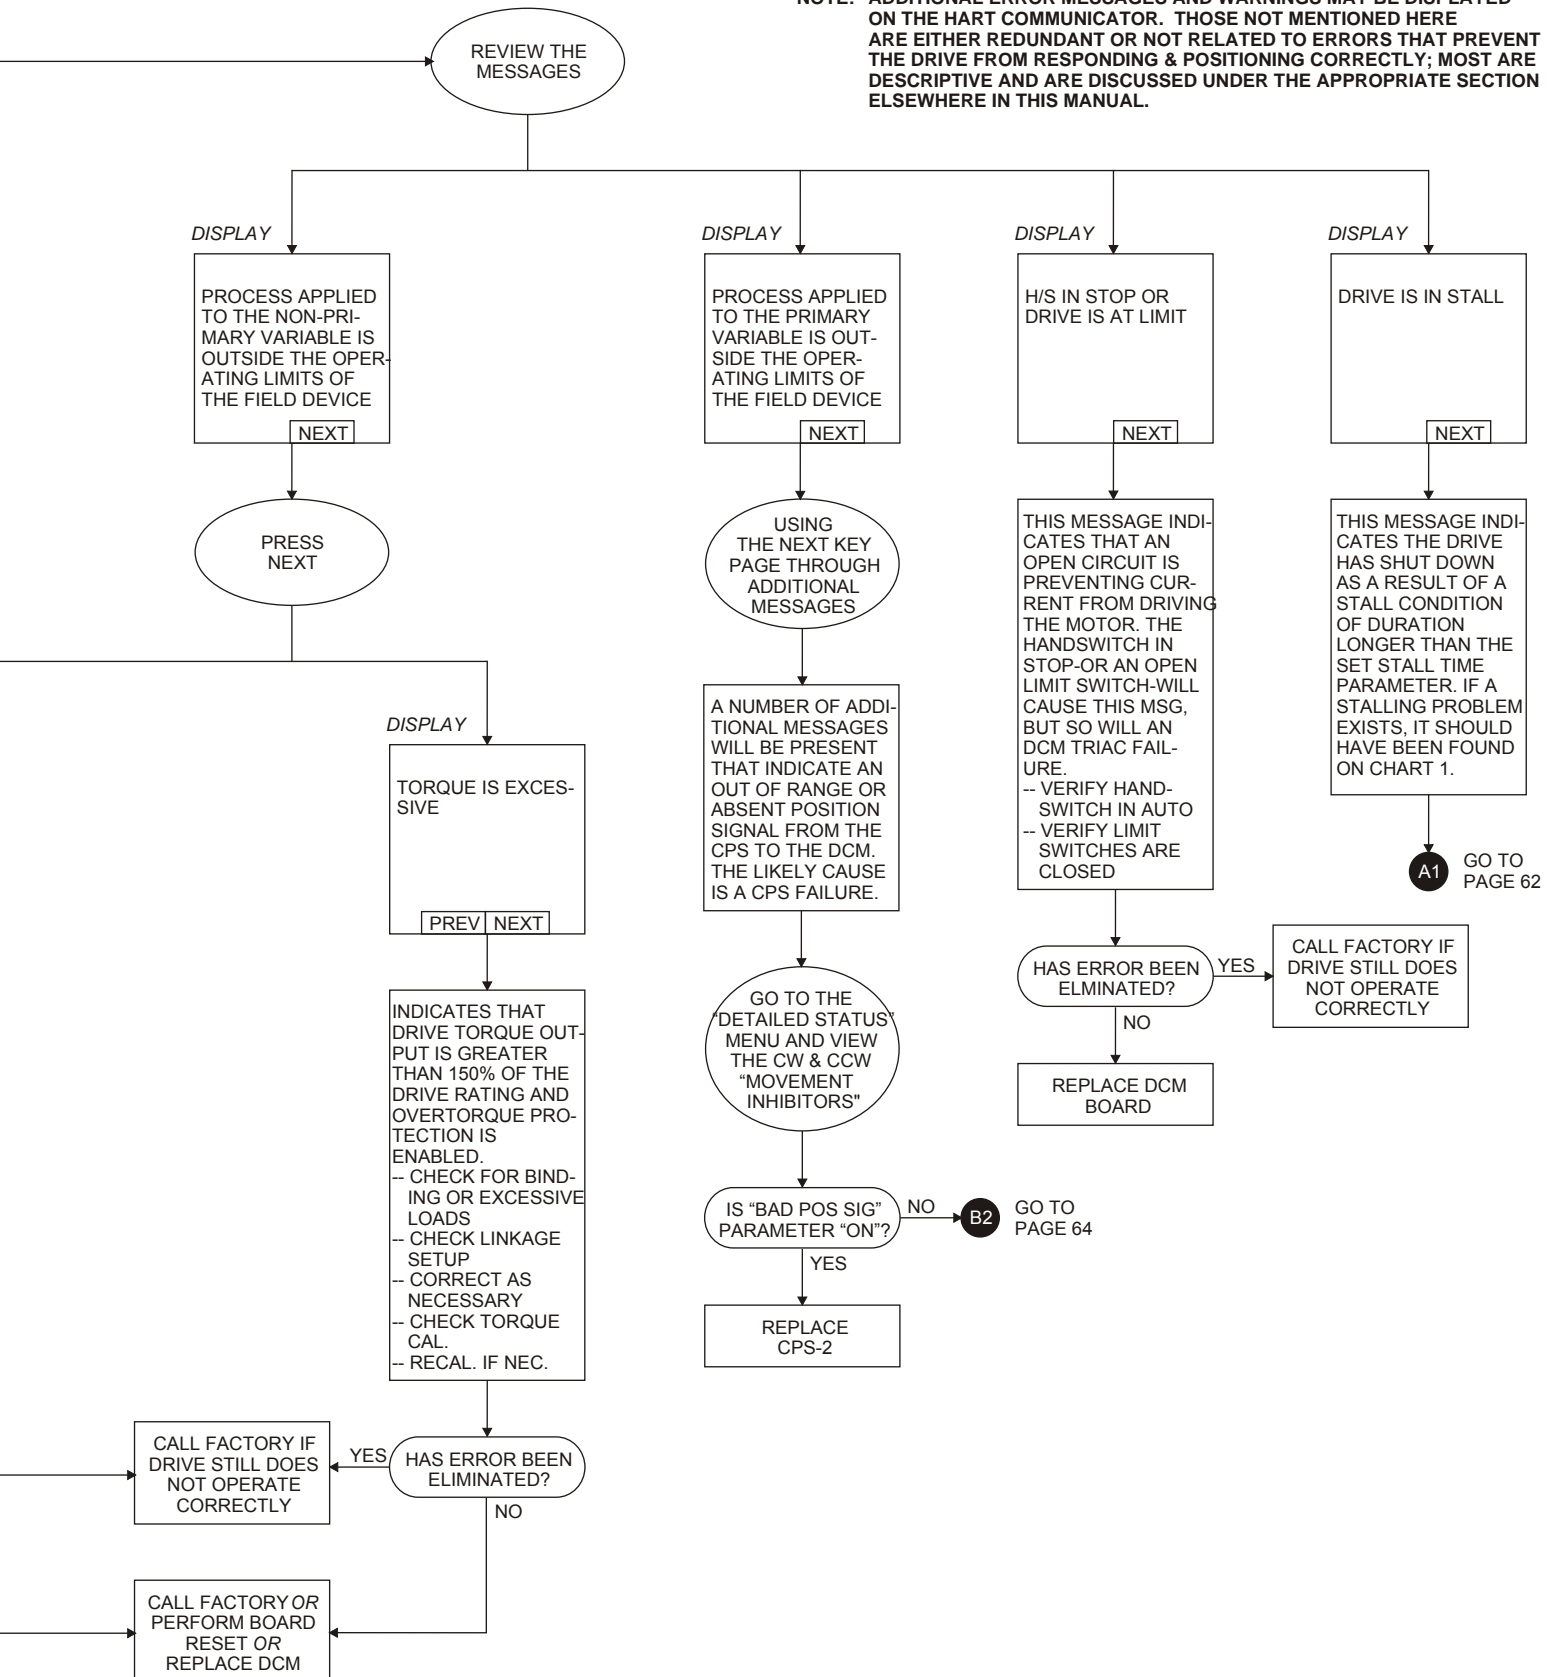 NOTE: ADDITIONAL ERROR MESSAGES AND WARNINGS MAY BE DISPLAYED
ON THE HART COMMUNICATOR. THOSE NOT MENTIONED HERE
ARE EITHER REDUNDANT OR NOT RELATED TO ERRORS THAT PREVENT
THE DRIVE FROM RESPONDING & POSITIONING CORRECTLY; MOST ARE
DESCRIPTIVE AND ARE DISCUSSED UNDER THE APPROPRIATE SECTION
ELSEWHERE IN THIS MANUAL.
REVIEW THE
MESSAGES
DISPLAY
PROCESS APPLIED
TO THE NON-PRI-
MARY VARIABLE IS
OUTSIDE THE OPER-
ATING LIMITS OF
THE FIELD DEVICE
NEXT
PRESS
NEXT
DISPLAY
TORQUE IS EXCES-
SIVE
PREV NEXT
INDICATES THAT
DRIVE TORQUE OUT-
PUT IS GREATER
THAN 150% OF THE
DRIVE RATING AND
OVERTORQUE PRO-
TECTION IS
ENABLED.
-- CHECK FOR BIND-
ING OR EXCESSIVE
LOADS
-- CHECK LINKAGE
SETUP
-- CORRECT AS
NECESSARY
-- CHECK TORQUE
CAL.
-- RECAL. IF NEC.
HAS ERROR BEEN
ELIMINATED?
YES
CALL FACTORY IF
DRIVE STILL DOES
NOT OPERATE
CORRECTLY
NO
CALL FACTORY OR
PERFORM BOARD
RESET OR
REPLACE DCM
DISPLAY
PROCESS APPLIED
TO THE PRIMARY
VARIABLE IS OUT-
SIDE THE OPER-
ATING LIMITS OF
THE FIELD DEVICE
NEXT
USING
THE NEXT KEY
PAGE THROUGH
ADDITIONAL
MESSAGES
A NUMBER OF ADDI-
TIONAL MESSAGES
WILL BE PRESENT
THAT INDICATE AN
OUT OF RANGE OR
ABSENT POSITION
SIGNAL FROM THE
CPS TO THE DCM.
THE LIKELY CAUSE
IS A CPS FAILURE.
GO TO THE
“DETAILED STATUS”
MENU AND VIEW
THE CW & CCW
“MOVEMENT
INHIBITORS"
IS “BAD POS SIG”
PARAMETER “ON”?
NO
B2
GO TO
PAGE 64
YES
REPLACE
CPS-2
DISPLAY
H/S IN STOP OR
DRIVE IS AT LIMIT
NEXT
THIS MESSAGE INDI-
CATES THAT AN
OPEN CIRCUIT IS
PREVENTING CUR-
RENT FROM DRIVING
THE MOTOR. THE
HANDSWITCH IN
STOP-OR AN OPEN
LIMIT SWITCH-WILL
CAUSE THIS MSG,
BUT SO WILL AN
DCM TRIAC FAIL-
URE.
-- VERIFY HAND-
SWITCH IN AUTO
-- VERIFY LIMIT
SWITCHES ARE
CLOSED
HAS ERROR BEEN
ELMINATED?
YES
CALL FACTORY IF
DRIVE STILL DOES
NOT OPERATE
CORRECTLY
NO
REPLACE DCM
BOARD
DISPLAY
DRIVE IS IN STALL
NEXT
THIS MESSAGE INDI-
CATES THE DRIVE
HAS SHUT DOWN
AS A RESULT OF A
STALL CONDITION
OF DURATION
LONGER THAN THE
SET STALL TIME
PARAMETER. IF A
STALLING PROBLEM
EXISTS, IT SHOULD
HAVE BEEN FOUND
ON CHART 1.
A1
GO TO
PAGE 62